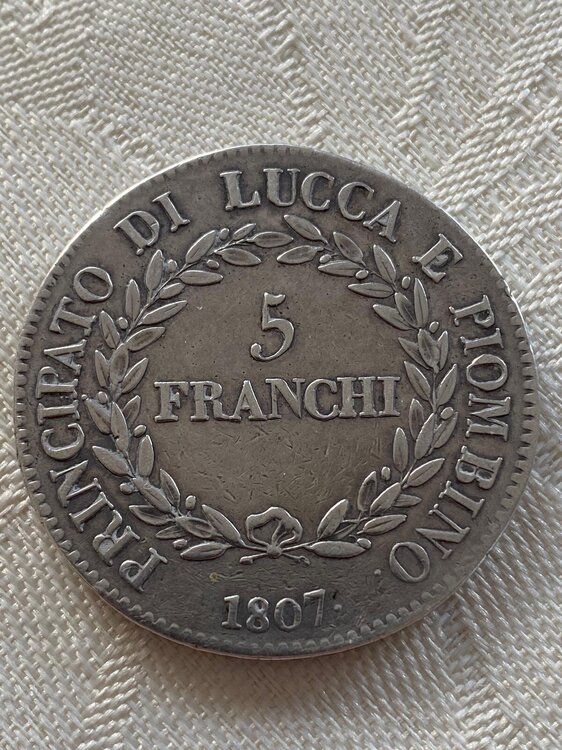 PRINCIPATO DI LUCCA E PIOMBINO
5
FRANCHI
1807